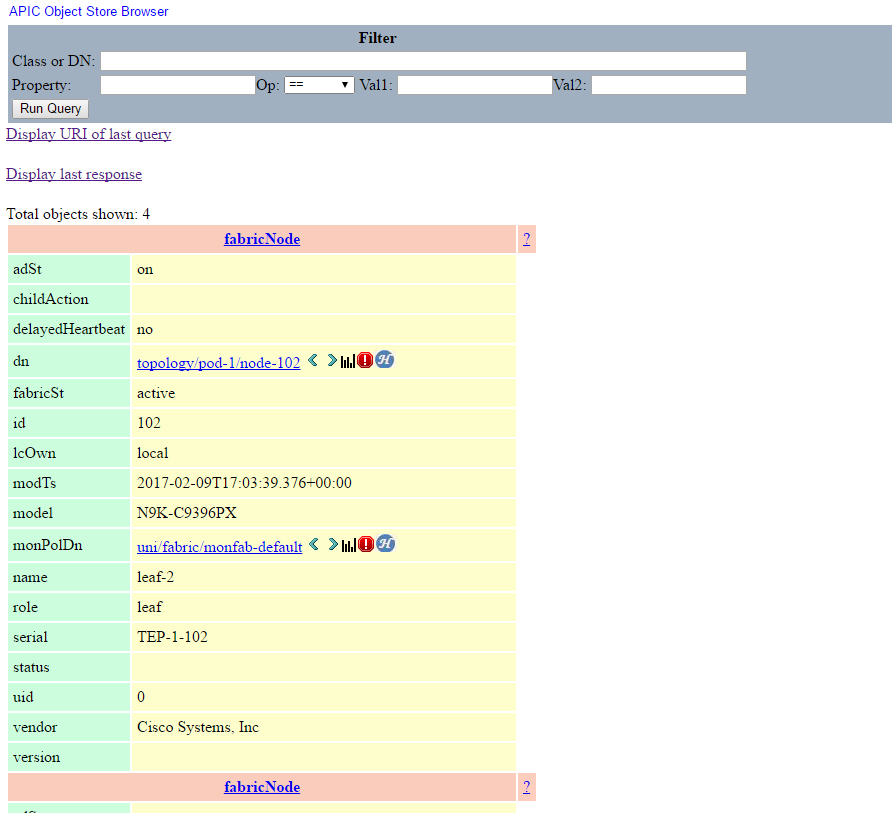 APIC Object Store Browser
Filter
Class or DN:
Property: Op: == Val1: Val2:
Run Query
Display URI of last query
Display last response
Total objects shown: 4
fabricNode ?
adSt on
childAction
delayedHeartbeat no
dn topology/pod-1/node-102
fabricSt active
id 102
lcOwn local
modTs 2017-02-09T17:03:39.376+00:00
model N9K-C9396PX
monPolDn uni/fabric/monfab-default
name leaf-2
role leaf
serial TEP-1-102
status
uid 0
vendor Cisco Systems, Inc
version
fabricNode ?